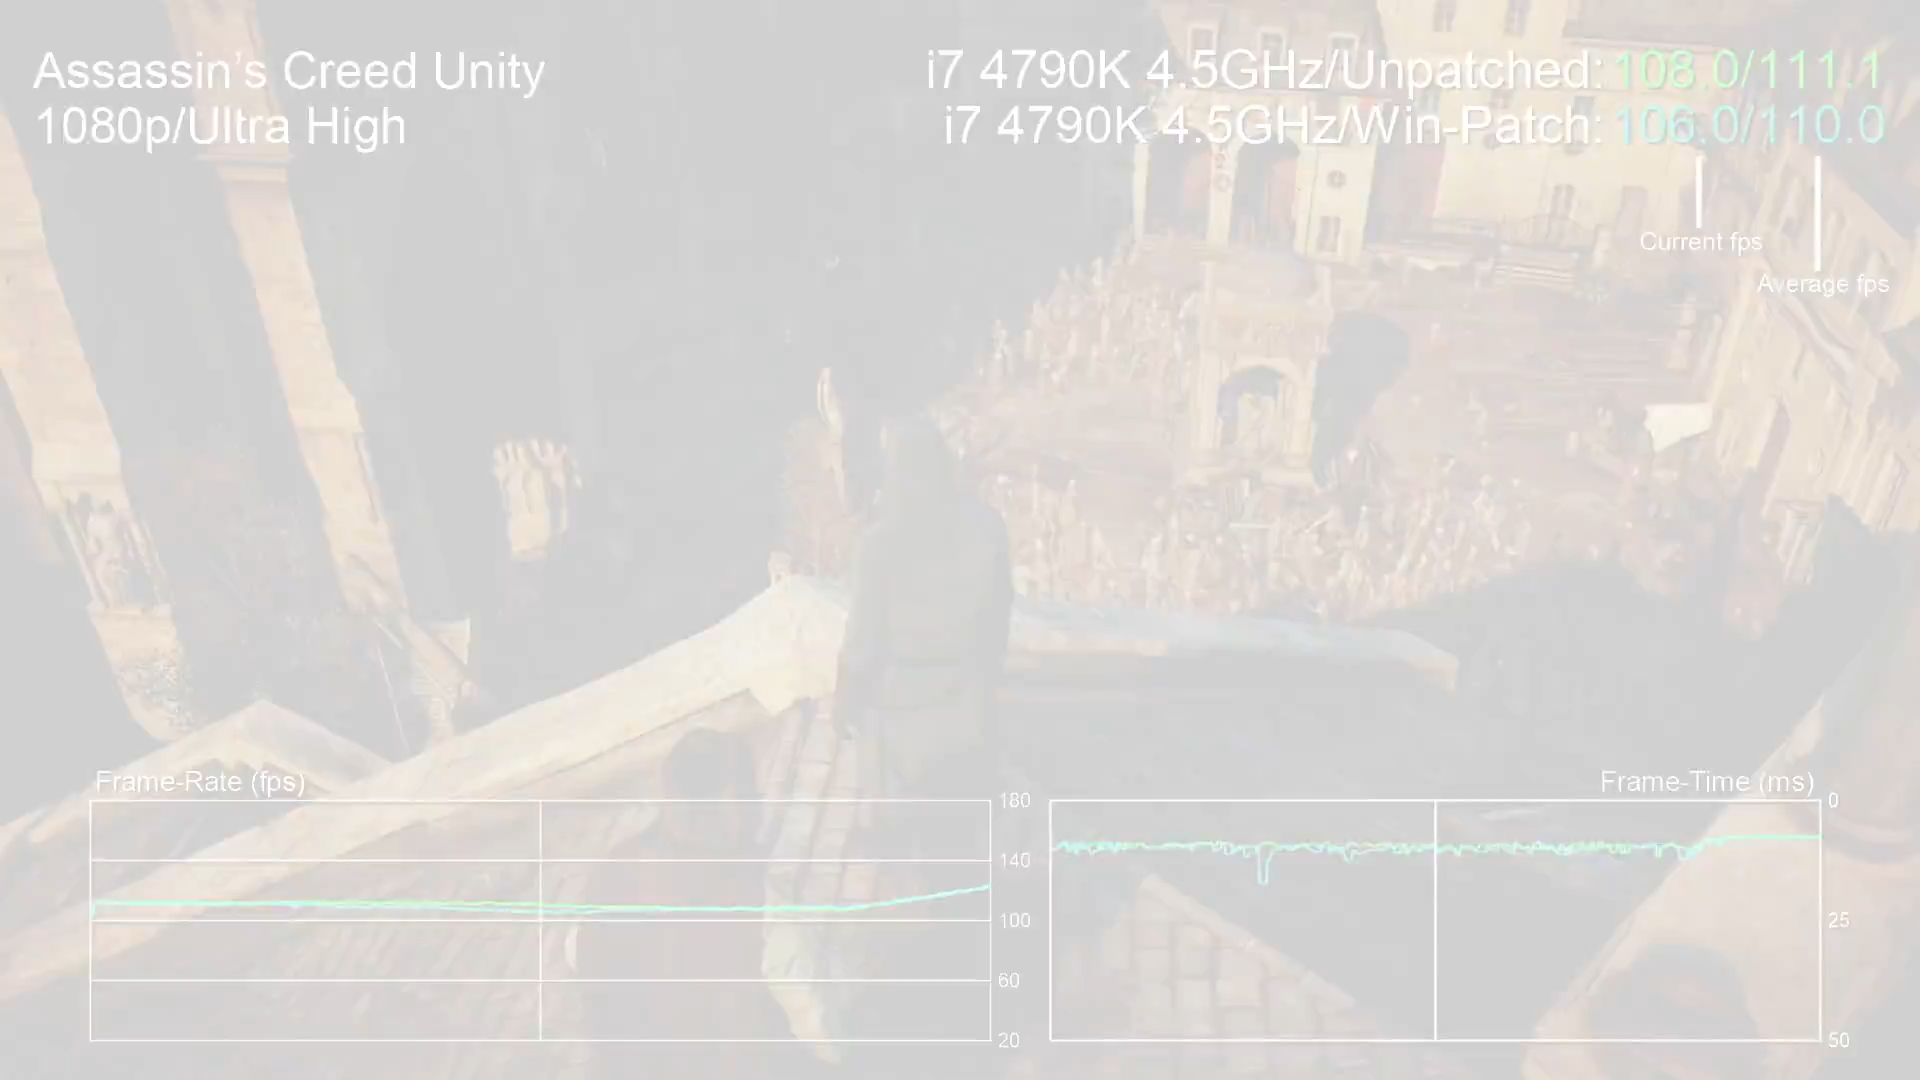 Assassin's Creed Unity
1080p/Ultra High
i7 4790K 4.5GHz/Unpatched: 108.0/111.1
i7 4790K 4.5GHz/Win-Patch: 106.0/110.0
Current fps
Average fps
Frame-Rate (fps)
180
140
100
60
20
Frame-Time (ms)
0
25
50